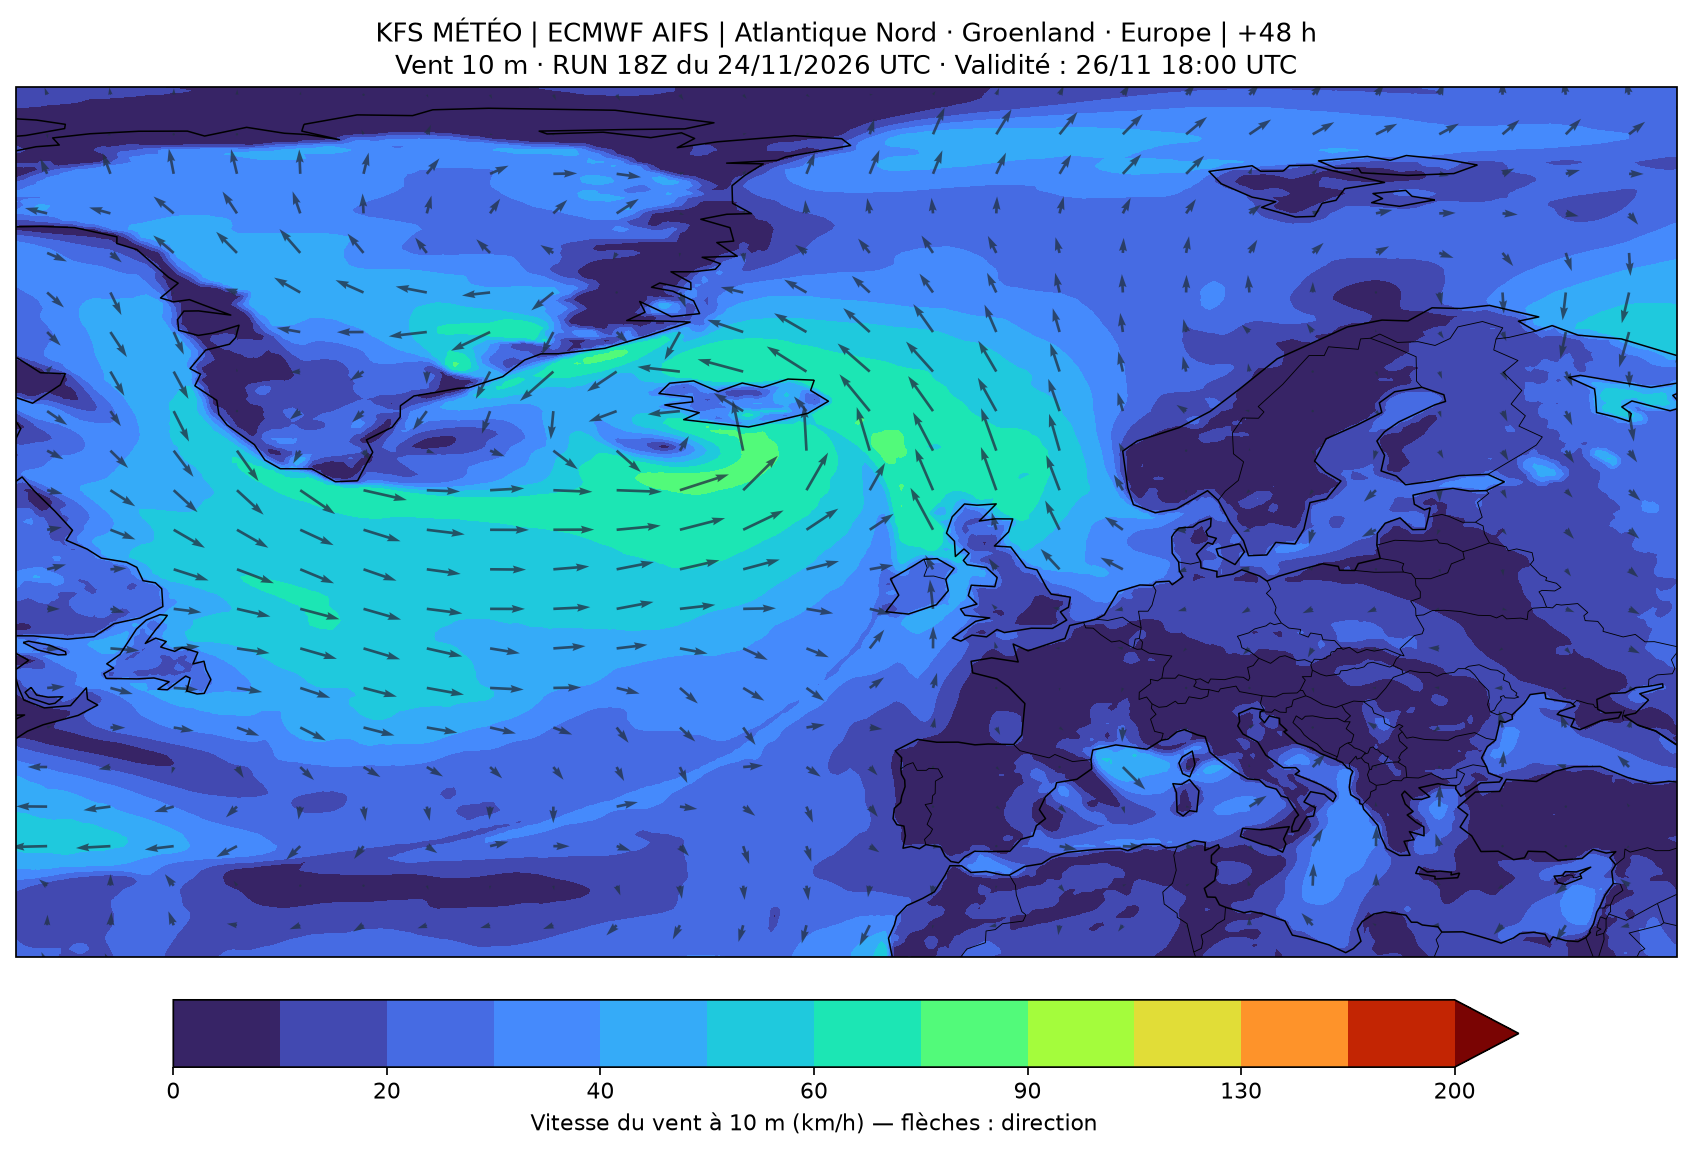 KFS MÉTÉO | ECMWF AIFS | Atlantique Nord · Groenland · Europe | +48 h
Vent 10 m · RUN 18Z du 24/11/2026 UTC · Validité : 26/11 18:00 UTC
0 20 40 60 90 130 200
Vitesse du vent à 10 m (km/h) — flèches : direction